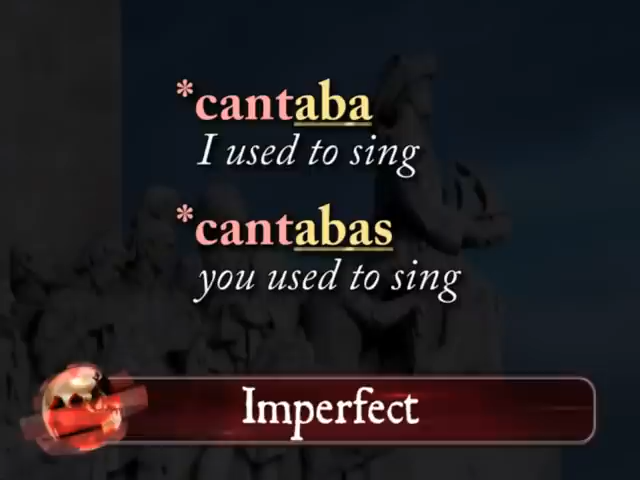 *cantaba
I used to sing
*cantabas
you used to sing
Imperfect